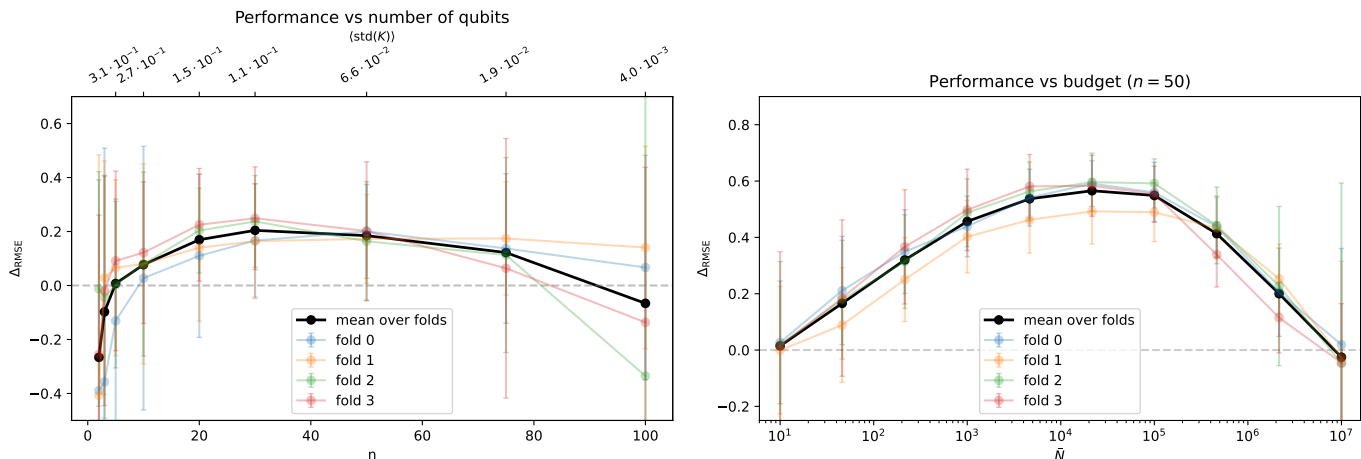 Performance vs number of qubits
⟨std(K)⟩
3.1 · 10⁻¹
2.7 · 10⁻¹
1.5 · 10⁻¹
1.1 · 10⁻¹
6.6 · 10⁻²
1.9 · 10⁻²
4.0 · 10⁻³
Δ_RMSE
0.6
0.4
0.2
0.0
−0.2
−0.4
mean over folds
fold 0
fold 1
fold 2
fold 3
0
20
40
60
80
100
n
Performance vs budget (n = 50)
Δ_RMSE
0.8
0.6
0.4
0.2
0.0
−0.2
mean over folds
fold 0
fold 1
fold 2
fold 3
10¹
10²
10³
10⁴
10⁵
10⁶
10⁷
N̄